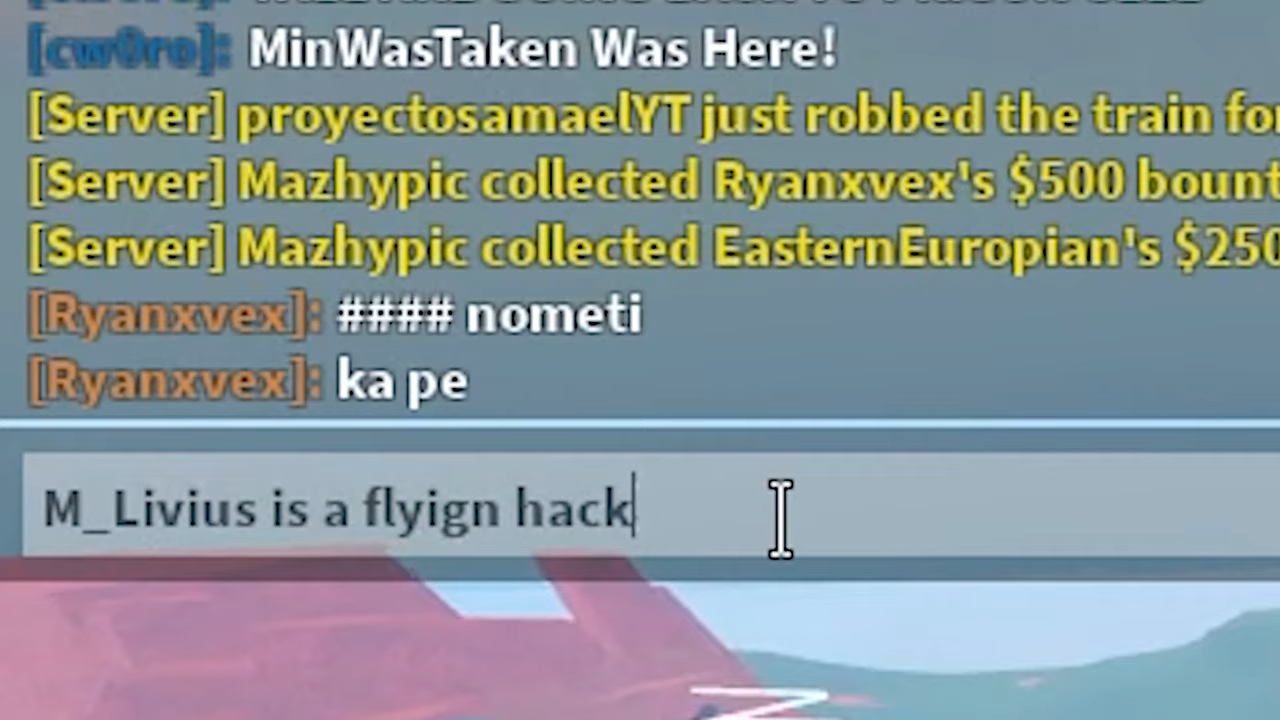 [cw0ro]: MinWasTaken Was Here!
[Server] proyectosamaelYT just robbed the train for
[Server] Mazhypic collected Ryanxvex's $500 bount
[Server] Mazhypic collected EasternEuropian's $250
[Ryanxvex]: #### nometi
[Ryanxvex]: ka pe
M_Livius is a flyign hack